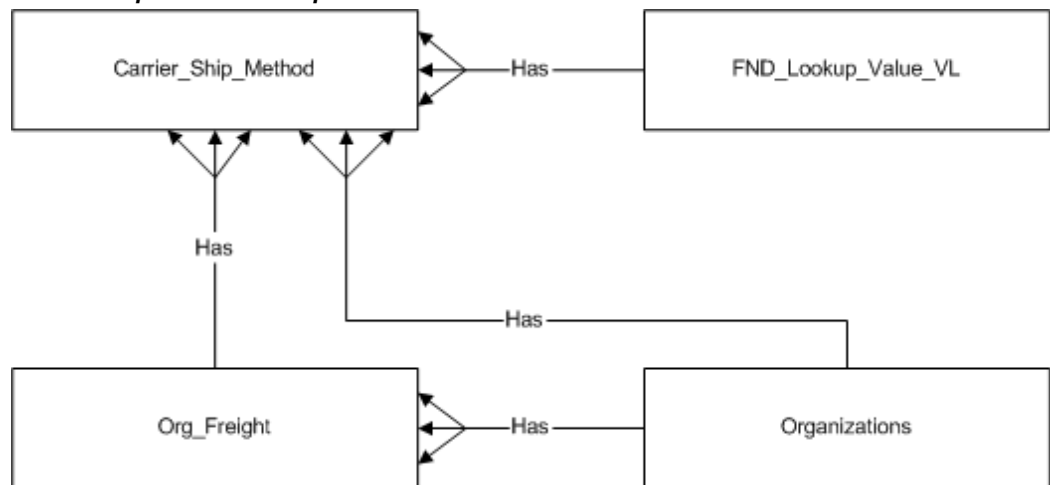 Carrier_Ship_Method
Has
FND_Lookup_Value_VL
Has
Has
Org_Freight
Has
Organizations